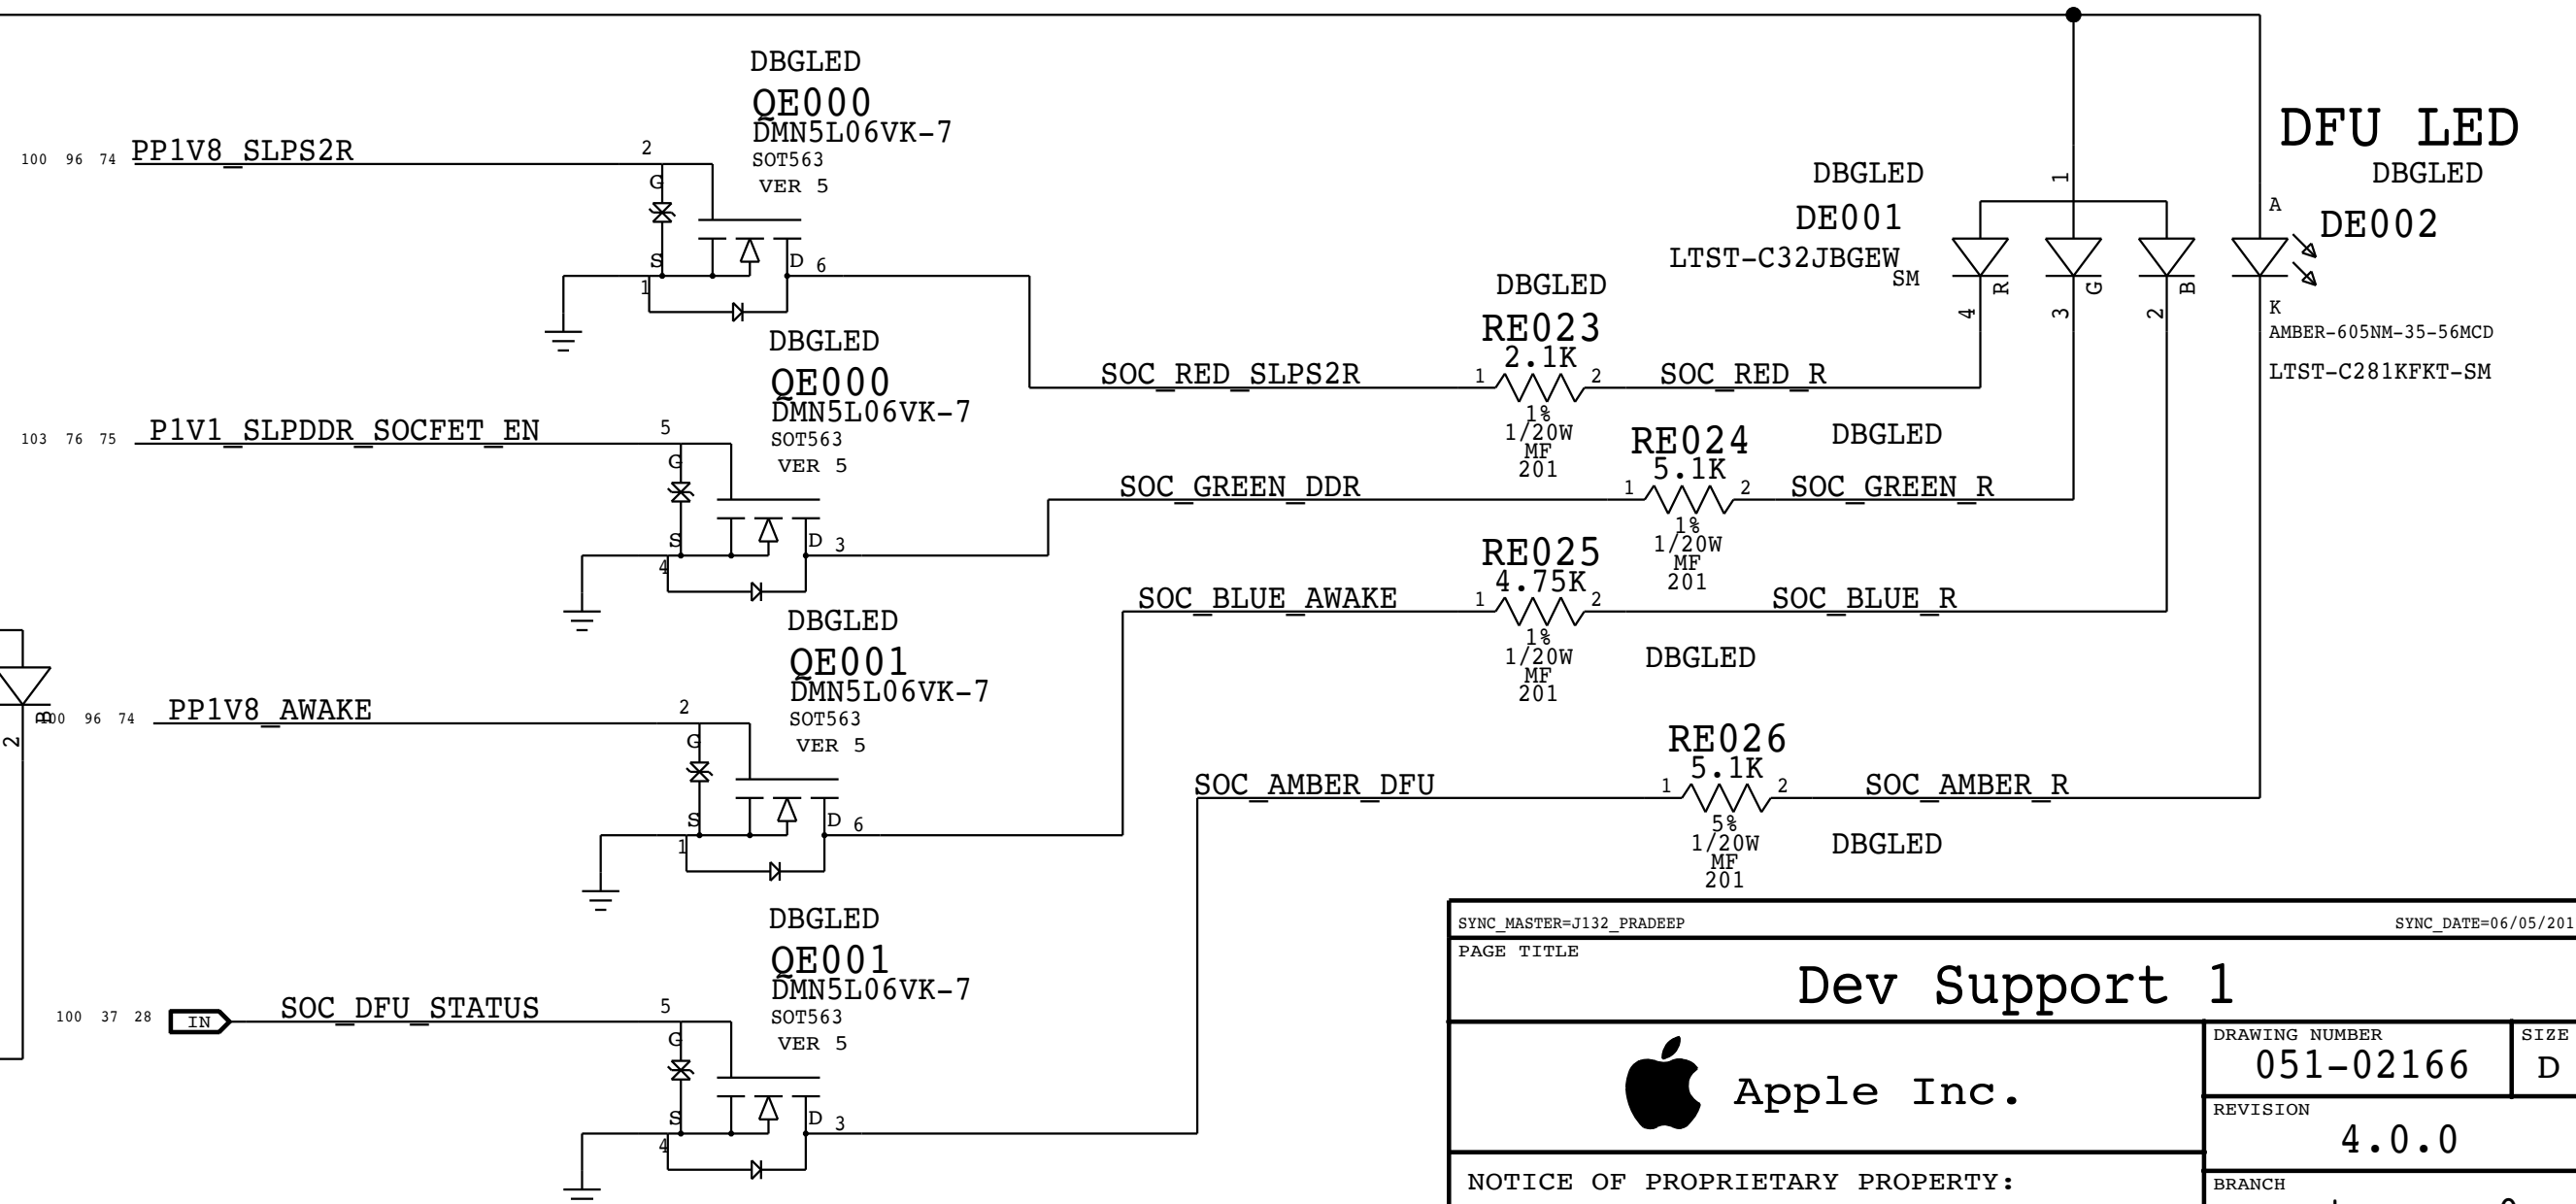 DBGLED
QE000
DMN5L06VK-7
SOT563
VER 5
100 96 74 PP1V8_SLPS2R
2
G
S
1
D 6
DFU LED
DBGLED
DE002
A
K
AMBER-605NM-35-56MCD
LTST-C281KFKT-SM
DBGLED
DE001
LTST-C32JBGEW
SM
1
R
G
B
4
3
2
DBGLED
RE023
2.1K
SOC_RED_SLPS2R
1
2
SOC_RED_R
1%
1/20W
MF
201
DBGLED
QE000
DMN5L06VK-7
SOT563
VER 5
103 76 75 P1V1_SLPDDR_SOCFET_EN
5
G
S
4
D 3
RE024
DBGLED
5.1K
SOC_GREEN_DDR
1
2
SOC_GREEN_R
1%
1/20W
MF
201
RE025
4.75K
SOC_BLUE_AWAKE
1
2
SOC_BLUE_R
1%
1/20W
MF
201
DBGLED
DBGLED
QE001
DMN5L06VK-7
SOT563
VER 5
B
2
100 96 74 PP1V8_AWAKE
2
G
S
1
D 6
RE026
5.1K
SOC_AMBER_DFU
1
2
SOC_AMBER_R
5%
1/20W
MF
201
DBGLED
DBGLED
QE001
DMN5L06VK-7
SOT563
VER 5
100 37 28 IN SOC_DFU_STATUS
5
G
S
4
D 3
SYNC_MASTER=J132_PRADEEP
SYNC_DATE=06/05/201
PAGE TITLE
Dev Support 1
Apple Inc.
DRAWING NUMBER
051-02166
SIZE
D
REVISION
4.0.0
NOTICE OF PROPRIETARY PROPERTY:
BRANCH